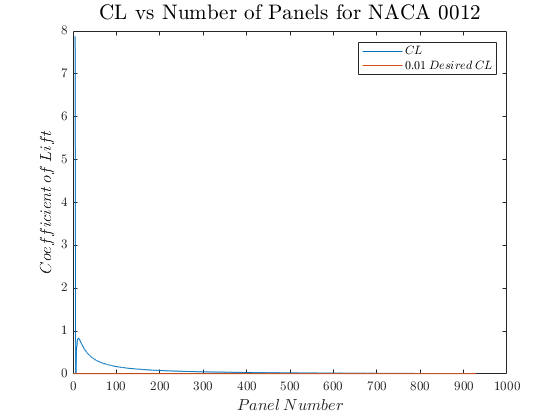 CL vs Number of Panels for NACA 0012
CL
0.01 Desired CL
Coefficient of Lift
8
7
6
5
4
3
2
1
0
0 100 200 300 400 500 600 700 800 900 1000
Panel Number